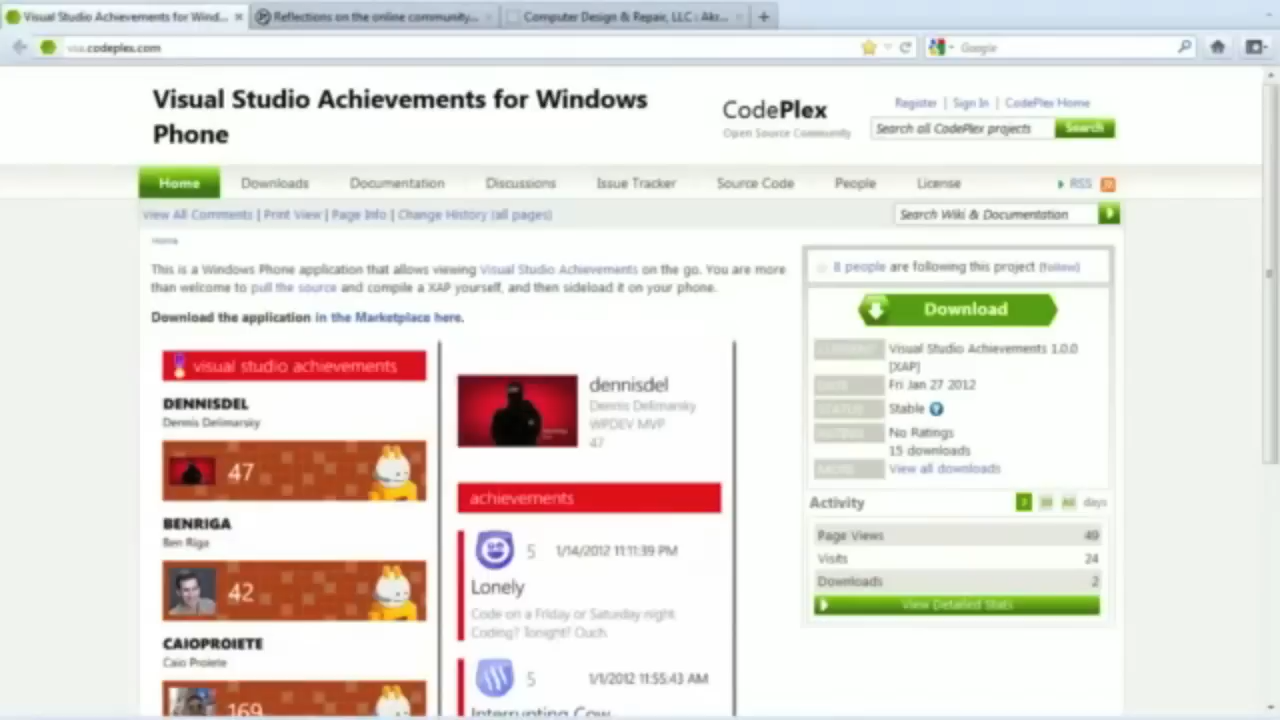 Visual Studio Achievements for Wind...
Reflections on the online community...
Computer Design & Repair, LLC : Akr...
vsa.codeplex.com
Google
Visual Studio Achievements for Windows
Phone
CodePlex
Open Source Community
Register | Sign In | CodePlex Home
Search all CodePlex projects
Search
Home
Downloads
Documentation
Discussions
Issue Tracker
Source Code
People
License
RSS
View All Comments | Print View | Page Info | Change History (all pages)
Search Wiki & Documentation
Home
This is a Windows Phone application that allows viewing Visual Studio Achievements on the go. You are more
than welcome to pull the source and compile a XAP yourself, and then sideload it on your phone.
Download the application in the Marketplace here.
visual studio achievements
DENNISDEL
Dennis Delimarsky
47
BENRIGA
Ben Riga
42
CAIOPROIETE
Caio Proiete
169
dennisdel
Dennis Delimarsky
WPDEV MVP
47
achievements
5 1/14/2012 11:11:39 PM
Lonely
Code on a Friday or Saturday night.
Coding? Tonight? Ouch.
5 1/1/2012 11:55:43 AM
Interrupting Cow
8 people are following this project (follow)
Download
Visual Studio Achievements 1.0.0
[XAP]
Fri Jan 27 2012
Stable
No Ratings
15 downloads
View all downloads
Activity
7 30 All days
Page Views 49
Visits 24
Downloads 2
View Detailed Stats